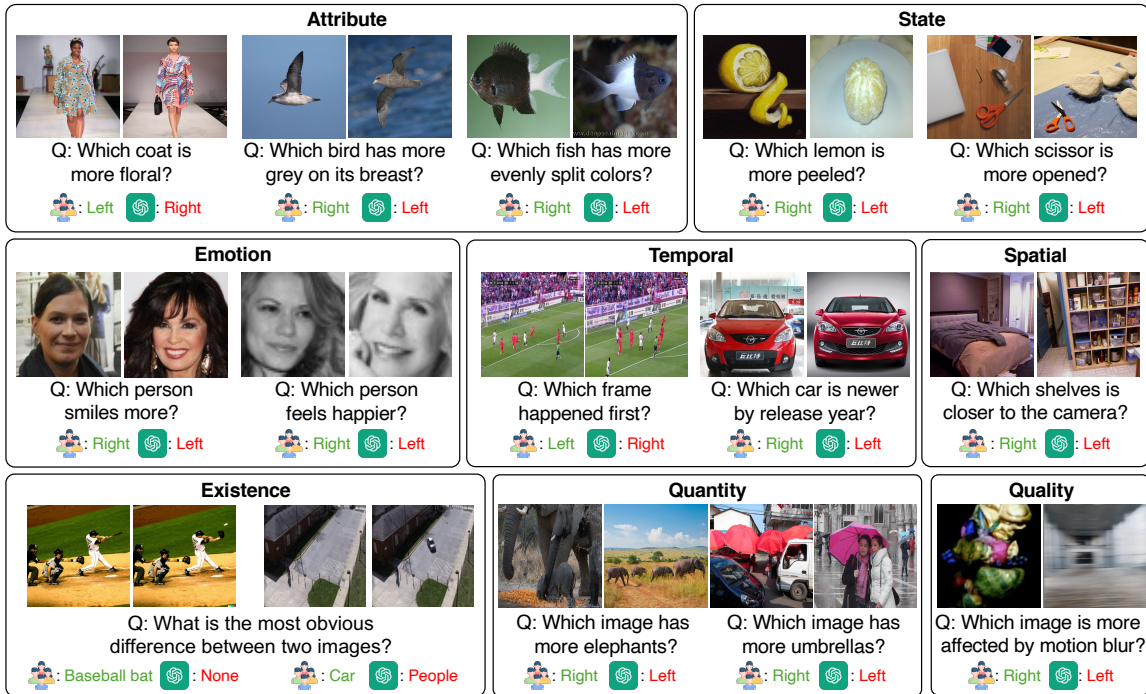 Attribute
Q: Which coat is
more floral?
: Left : Right
Q: Which bird has more
grey on its breast?
: Right : Left
Q: Which fish has more
evenly split colors?
: Right : Left
State
Q: Which lemon is
more peeled?
: Right : Left
Q: Which scissor is
more opened?
: Right : Left
Emotion
Q: Which person
smiles more?
: Right : Left
Q: Which person
feels happier?
: Right : Left
Temporal
Q: Which frame
happened first?
: Left : Right
Q: Which car is newer
by release year?
: Right : Left
Spatial
Q: Which shelves is
closer to the camera?
: Right : Left
Existence
Q: What is the most obvious
difference between two images?
: Baseball bat : None
: Car : People
Quantity
Q: Which image has
more elephants?
: Right : Left
Q: Which image has
more umbrellas?
: Right : Left
Quality
Q: Which image is more
affected by motion blur?
: Right : Left